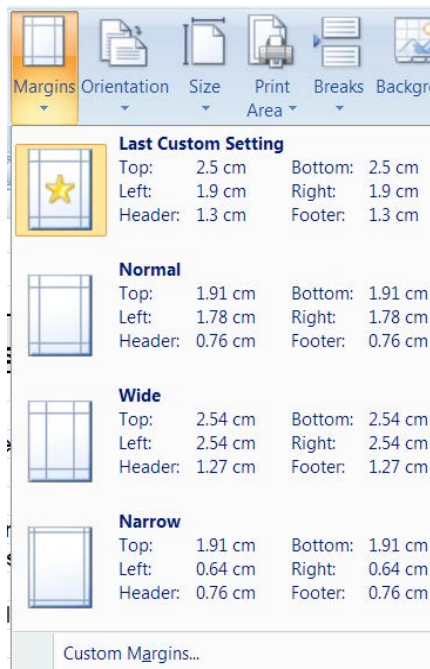 Margins Orientation Size Print Area Breaks
Last Custom Setting
Top: 2.5 cm Bottom: 2.5 cm
Left: 1.9 cm Right: 1.9 cm
Header: 1.3 cm Footer: 1.3 cm
Normal
Top: 1.91 cm Bottom: 1.91 cm
Left: 1.78 cm Right: 1.78 cm
Header: 0.76 cm Footer: 0.76 cm
Wide
Top: 2.54 cm Bottom: 2.54 cm
Left: 2.54 cm Right: 2.54 cm
Header: 1.27 cm Footer: 1.27 cm
Narrow
Top: 1.91 cm Bottom: 1.91 cm
Left: 0.64 cm Right: 0.64 cm
Header: 0.76 cm Footer: 0.76 cm
Custom Margins...